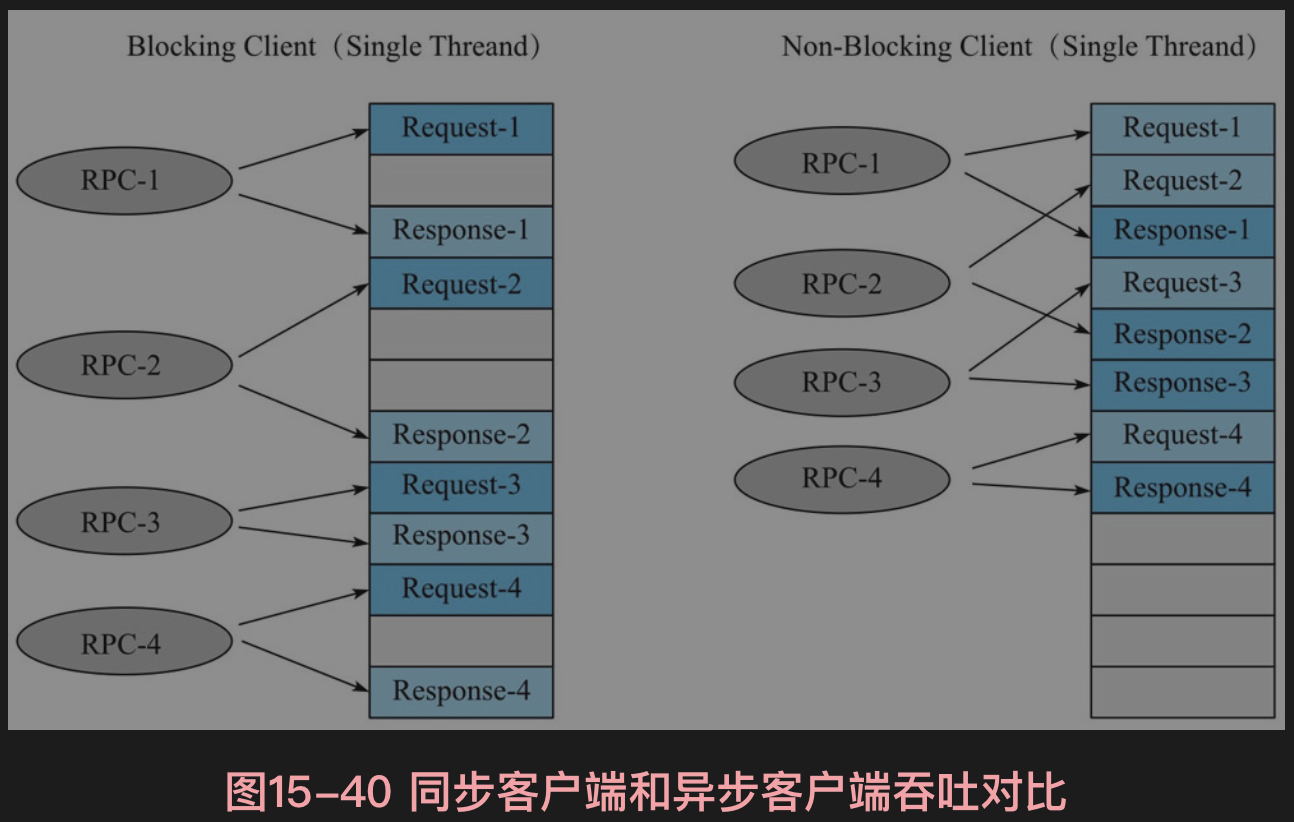 Blocking Client（Single Threand）
RPC-1
RPC-2
RPC-3
RPC-4
Request-1
Response-1
Request-2
Response-2
Request-3
Response-3
Request-4
Response-4
Non-Blocking Client（Single Threand）
RPC-1
RPC-2
RPC-3
RPC-4
Request-1
Request-2
Response-1
Request-3
Response-2
Response-3
Request-4
Response-4
图15-40 同步客户端和异步客户端吞吐对比